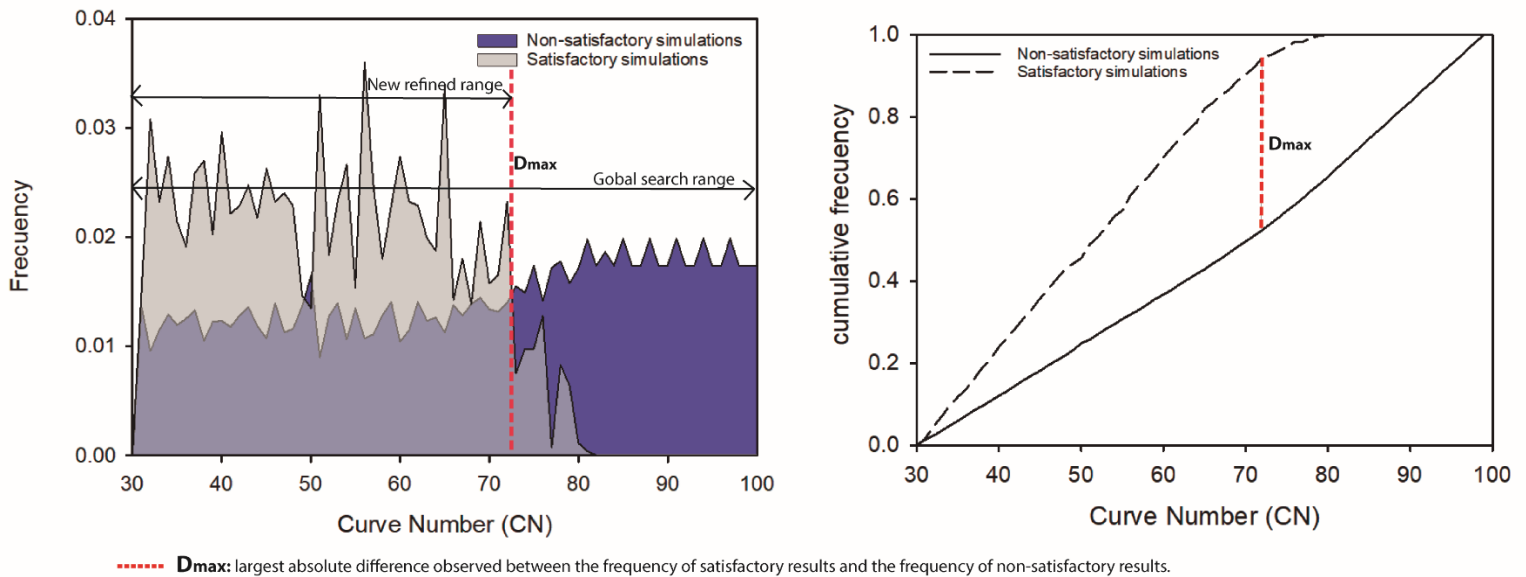 0.04
0.03
0.02
0.01
0.00
Frecuency
Non-satisfactory simulations
Satisfactory simulations
New refined range
Dmax
Gobal search range
30 40 50 60 70 80 90 100
Curve Number (CN)
1.0
0.8
0.6
0.4
0.2
0.0
cumulative frecuency
Non-satisfactory simulations
Satisfactory simulations
Dmax
30 40 50 60 70 80 90 100
Curve Number (CN)
Dmax: largest absolute difference observed between the frequency of satisfactory results and the frequency of non-satisfactory results.